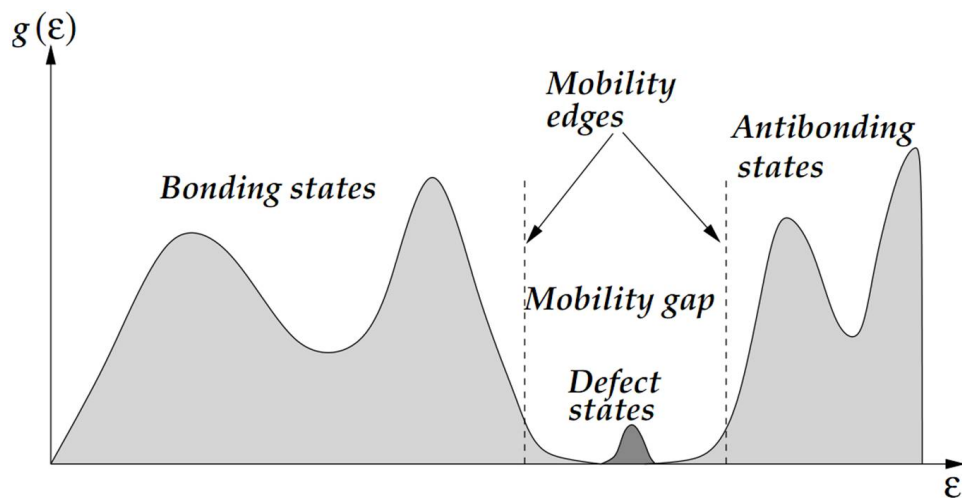 g(ε)
Mobility
edges
Antibonding
states
Bonding states
Mobility gap
Defect
states
ε